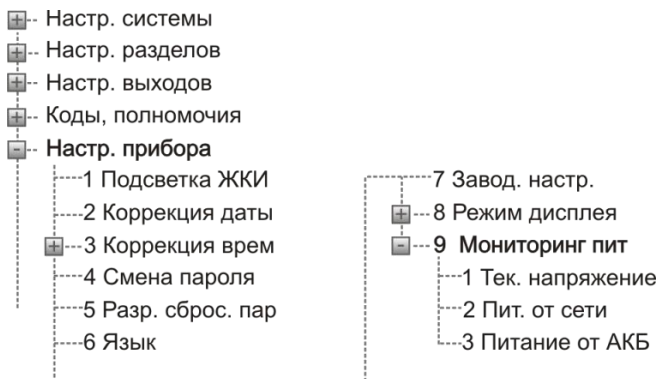 Настр. системы
Настр. разделов
Настр. выходов
Коды, полномочия
Настр. прибора
1 Подсветка ЖКИ
2 Коррекция даты
3 Коррекция врем
4 Смена пароля
5 Разр. сброс. пар
6 Язык
7 Завод. настр.
8 Режим дисплея
9 Мониторинг пит
1 Тек. напряжение
2 Пит. от сети
3 Питание от АКБ